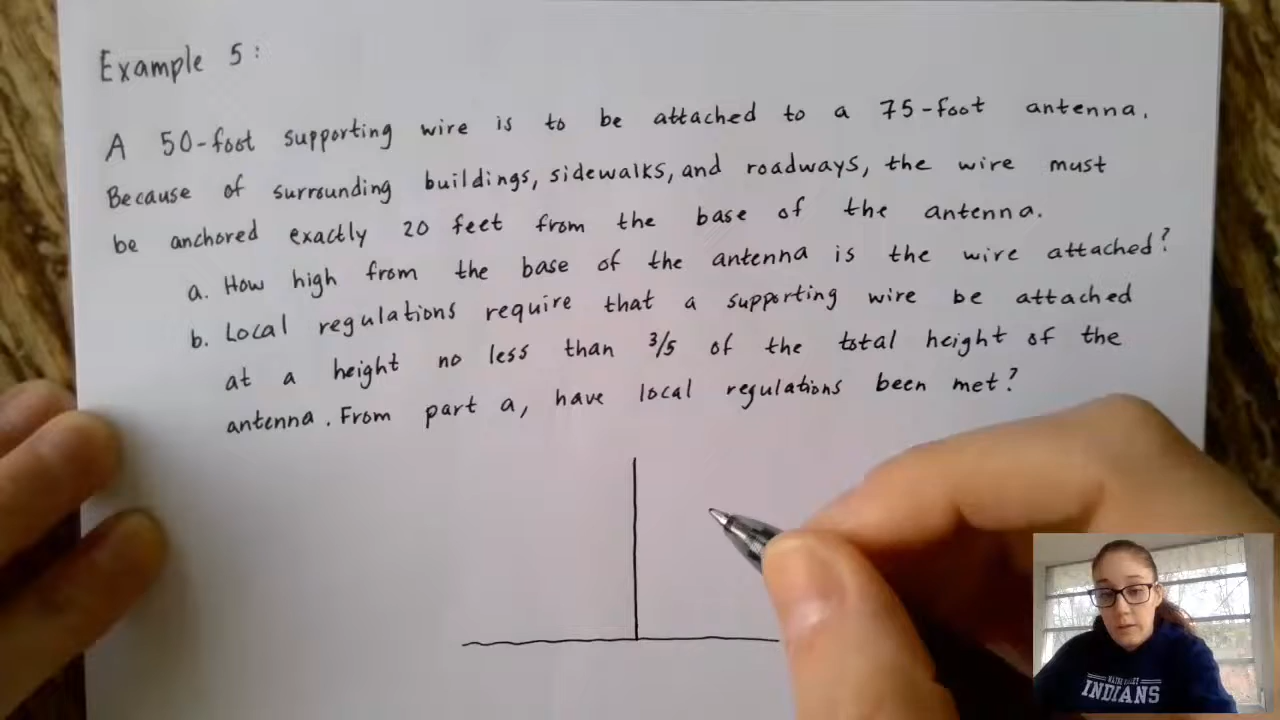 Example 5:
A 50-foot supporting wire is to be attached to a 75-foot antenna.
Because of surrounding buildings, sidewalks, and roadways, the wire must
be anchored exactly 20 feet from the base of the antenna.
a. How high from the base of the antenna is the wire attached?
b. Local regulations require that a supporting wire be attached
at a height no less than 3/5 of the total height of the
antenna. From part a, have local regulations been met?
INDIANS